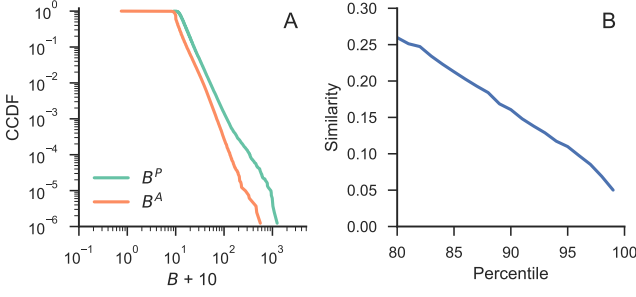 A
CCDF
10⁰
10⁻¹
10⁻²
10⁻³
10⁻⁴
10⁻⁵
10⁻⁶
Bᴾ
Bᴬ
10⁻¹ 10⁰ 10¹ 10² 10³
B + 10
B
Similarity
0.30
0.25
0.20
0.15
0.10
0.05
0.00
80 85 90 95 100
Percentile